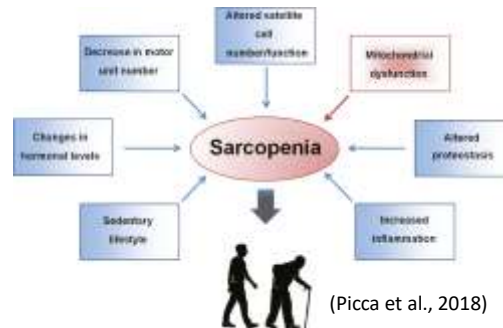 Altered satellite
cell
number/function
Decrease in motor
unit number
Mitochondrial
dysfunction
Changes in
hormonal levels
Sarcopenia
Altered
proteostasis
Sedentory
lifestyle
Increased
inflammation
(Picca et al., 2018)